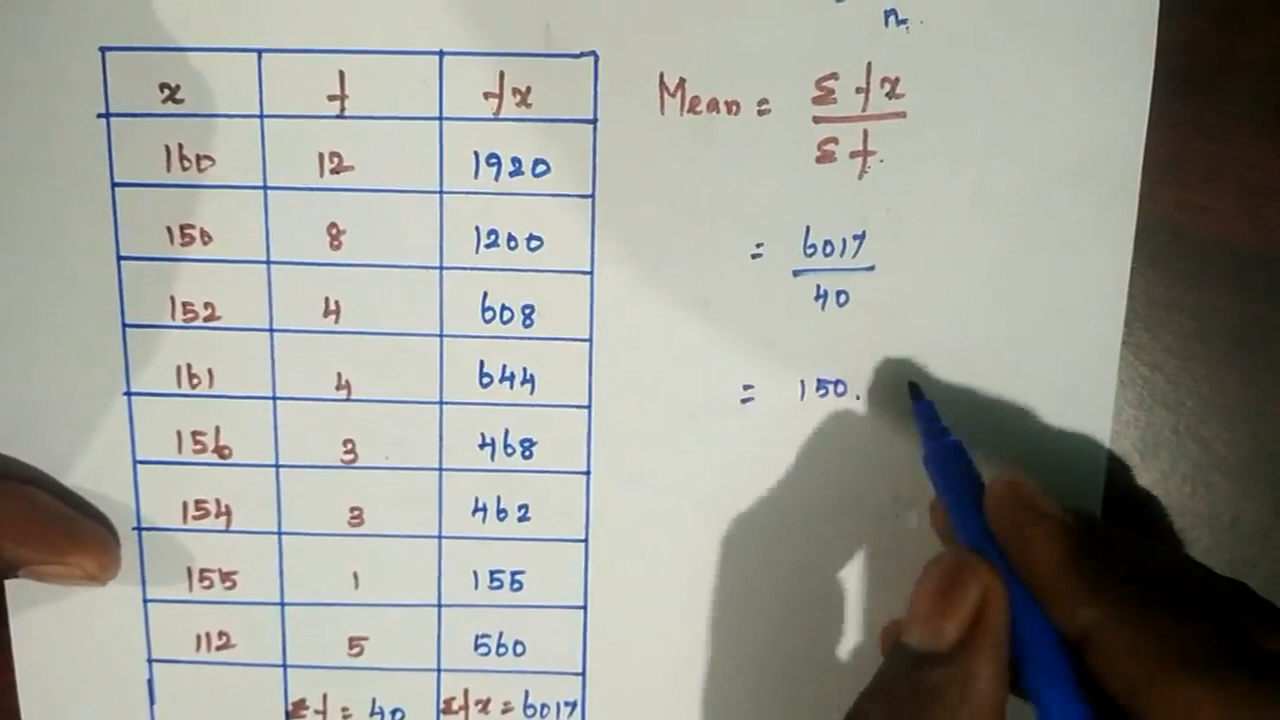 n
x f fx
160 12 1920
150 8 1200
152 4 608
161 4 644
156 3 468
154 3 462
155 1 155
112 5 560
Σf = 40 Σfx = 6017
Mean = Σfx
Σf
= 6017
40
= 150.